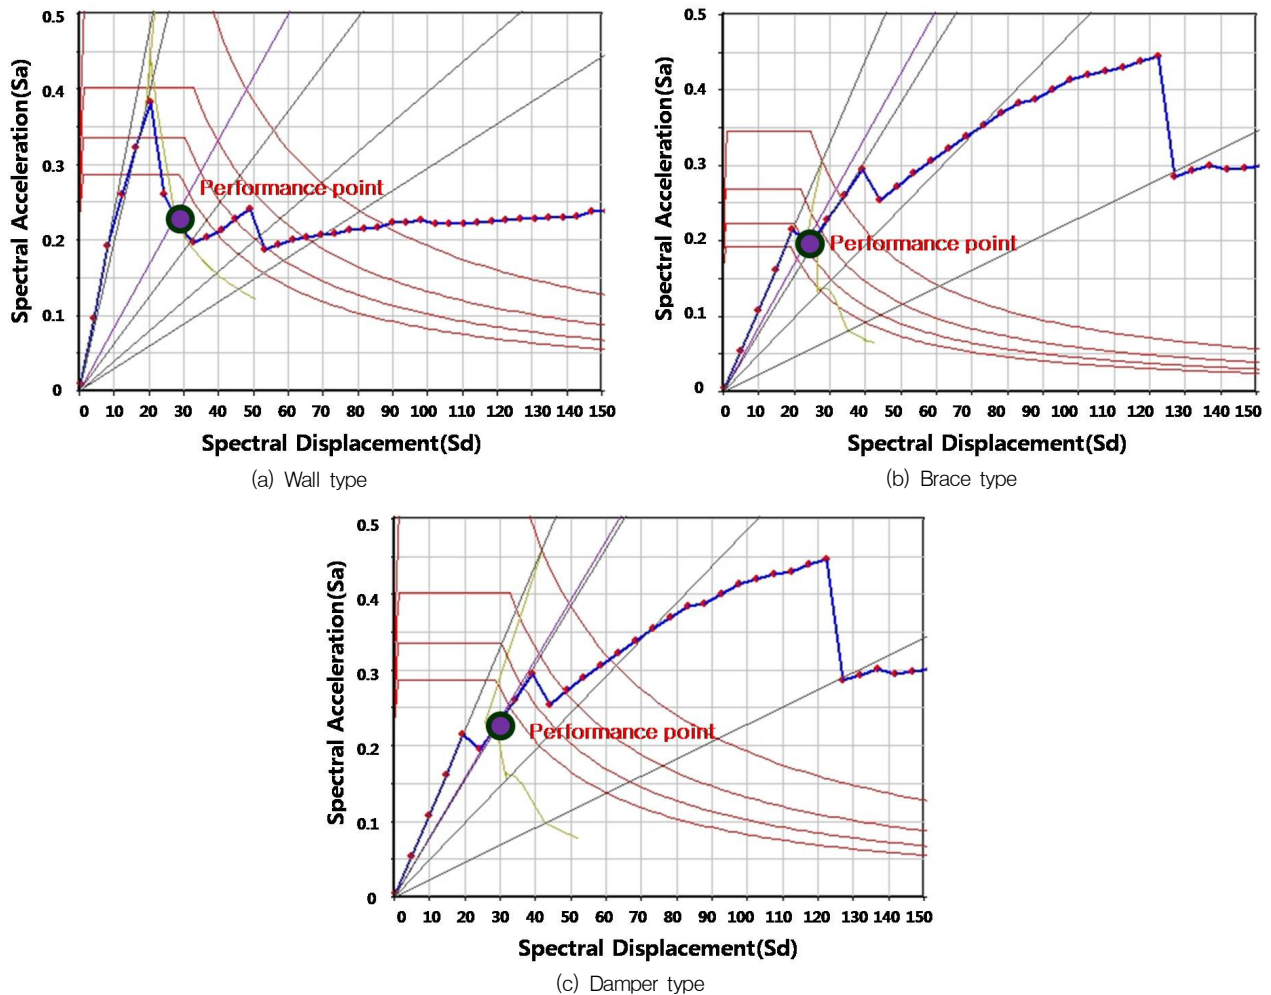 Spectral Acceleration(Sa)
0.5
0.4
0.3
0.2
0.1
0
Performance point
0 10 20 30 40 50 60 70 80 90 100 110 120 130 140 150
Spectral Displacement(Sd)
(a) Wall type
Spectral Acceleration(Sa)
0.5
0.4
0.3
0.2
0.1
0
Performance point
0 10 20 30 40 50 60 70 80 90 100 110 120 130 140 150
Spectral Displacement(Sd)
(b) Brace type
Spectral Acceleration(Sa)
0.5
0.4
0.3
0.2
0.1
0
Performance point
0 10 20 30 40 50 60 70 80 90 100 110 120 130 140 150
Spectral Displacement(Sd)
(c) Damper type